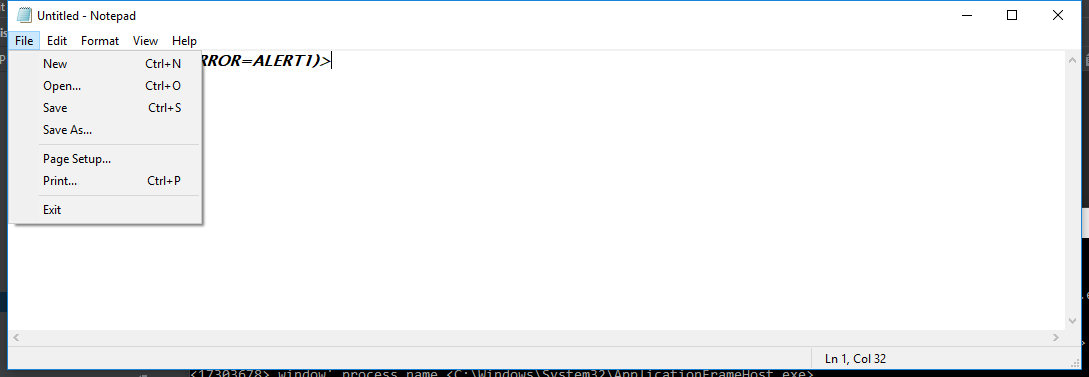 Untitled - Notepad
File Edit Format View Help
RROR=ALERT1)>
New Ctrl+N
Open... Ctrl+O
Save Ctrl+S
Save As...
Page Setup...
Print... Ctrl+P
Exit
Ln 1, Col 32
<17303678> window' process name <C:\Windows\System32\ApplicationFrameHost.exe>